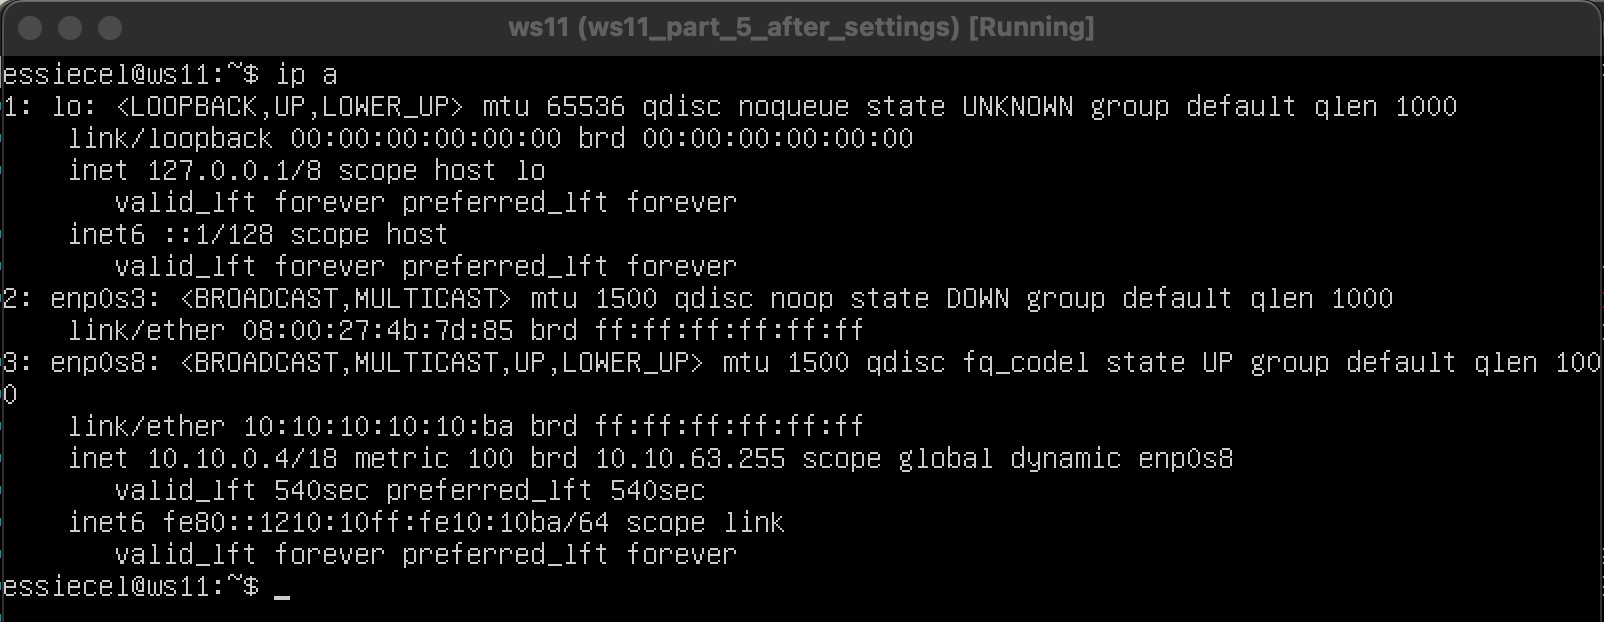 ws11 (ws11_part_5_after_settings) [Running]
essiecel@ws11:~$ ip a
1: lo: <LOOPBACK,UP,LOWER_UP> mtu 65536 qdisc noqueue state UNKNOWN group default qlen 1000
    link/loopback 00:00:00:00:00:00 brd 00:00:00:00:00:00
    inet 127.0.0.1/8 scope host lo
       valid_lft forever preferred_lft forever
    inet6 ::1/128 scope host
       valid_lft forever preferred_lft forever
2: enp0s3: <BROADCAST,MULTICAST> mtu 1500 qdisc noop state DOWN group default qlen 1000
    link/ether 08:00:27:4b:7d:85 brd ff:ff:ff:ff:ff:ff
3: enp0s8: <BROADCAST,MULTICAST,UP,LOWER_UP> mtu 1500 qdisc fq_codel state UP group default qlen 100
0
    link/ether 10:10:10:10:10:ba brd ff:ff:ff:ff:ff:ff
    inet 10.10.0.4/18 metric 100 brd 10.10.63.255 scope global dynamic enp0s8
       valid_lft 540sec preferred_lft 540sec
    inet6 fe80::1210:10ff:fe10:10ba/64 scope link
       valid_lft forever preferred_lft forever
essiecel@ws11:~$ _